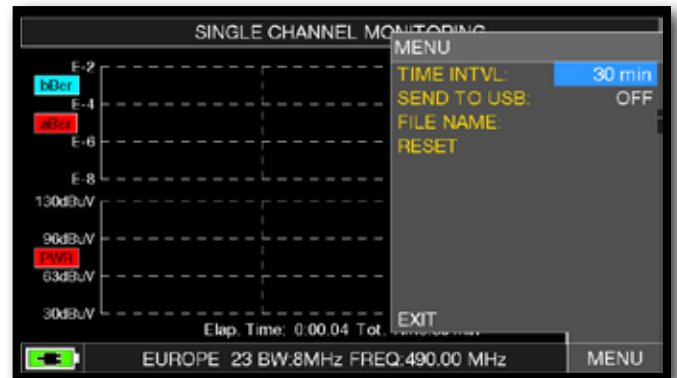 SINGLE CHANNEL MONITORING
MENU
TIME INTVL: 30 min
SEND TO USB: OFF
FILE NAME:
RESET
EXIT
E-2
bBer
E-4
aBer
E-6
E-8
130dBuV
96dBuV
PWR
63dBuV
30dBuV
Elap. Time: 0:00.04 Tot.
EUROPE 23 BW:8MHz FREQ:490.00 MHz MENU